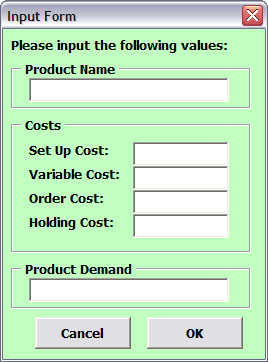 Input Form
Please input the following values:
Product Name
Costs
Set Up Cost:
Variable Cost:
Order Cost:
Holding Cost:
Product Demand
Cancel OK